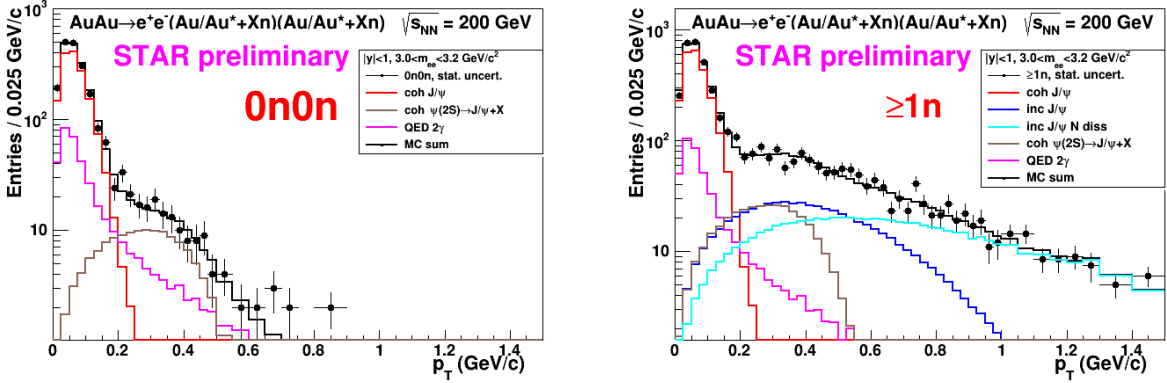 AuAu→e⁺e⁻(Au/Au*+Xn)(Au/Au*+Xn) √s_NN = 200 GeV
STAR preliminary
|y|<1, 3.0<m_ee<3.2 GeV/c²
0n0n, stat. uncert.
coh J/ψ
coh ψ(2S)→J/ψ+X
QED 2γ
MC sum
0n0n
Entries / 0.025 GeV/c
10³
10²
10
0 0.2 0.4 0.6 0.8 1 1.2 1.4
p_T (GeV/c)
AuAu→e⁺e⁻(Au/Au*+Xn)(Au/Au*+Xn) √s_NN = 200 GeV
STAR preliminary
|y|<1, 3.0<m_ee<3.2 GeV/c²
≥1n, stat. uncert.
coh J/ψ
inc J/ψ
inc J/ψ N diss
coh ψ(2S)→J/ψ+X
QED 2γ
MC sum
≥1n
Entries / 0.025 GeV/c
10³
10²
10
0 0.2 0.4 0.6 0.8 1 1.2 1.4
p_T (GeV/c)